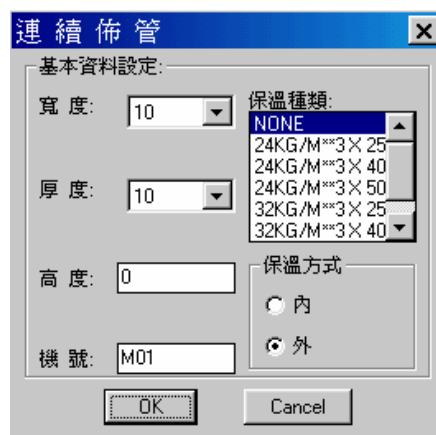 連續佈管
基本資料設定:
寬度: 10
保溫種類:
NONE
24KG/M**3×25
24KG/M**3×40
24KG/M**3×50
32KG/M**3×25
32KG/M**3×40
厚度: 10
高度: 0
保溫方式
內
外
機號: M01
OK Cancel